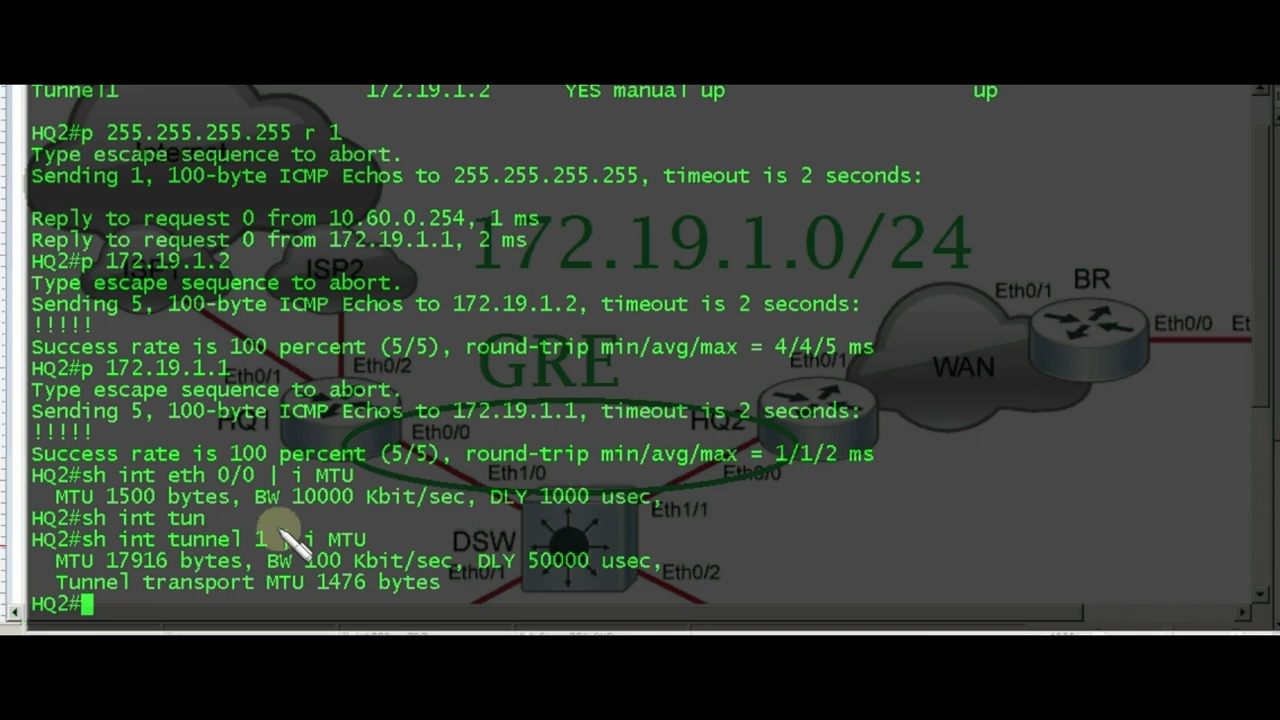 Tunnel1 172.19.1.2 YES manual up up
HQ2#p 255.255.255.255 r 1
Type escape sequence to abort.
Sending 1, 100-byte ICMP Echos to 255.255.255.255, timeout is 2 seconds:
Reply to request 0 from 10.60.0.254, 1 ms
Reply to request 0 from 172.19.1.1, 2 ms
HQ2#p 172.19.1.2
Type escape sequence to abort.
Sending 5, 100-byte ICMP Echos to 172.19.1.2, timeout is 2 seconds:
!!!!!
Success rate is 100 percent (5/5), round-trip min/avg/max = 4/4/5 ms
HQ2#p 172.19.1.1
Type escape sequence to abort.
Sending 5, 100-byte ICMP Echos to 172.19.1.1, timeout is 2 seconds:
!!!!!
Success rate is 100 percent (5/5), round-trip min/avg/max = 1/1/2 ms
HQ2#sh int eth 0/0 | i MTU
MTU 1500 bytes, BW 10000 Kbit/sec, DLY 1000 usec,
HQ2#sh int tun
HQ2#sh int tunnel 1 | i MTU
MTU 17916 bytes, BW 100 Kbit/sec, DLY 50000 usec,
Tunnel transport MTU 1476 bytes
HQ2#
Internet
172.19.1.0/24
ISP1
ISP2
BR
Eth0/1
Eth0/0
Et
GRE
WAN
Eth0/1
Eth0/2
Eth0/1
HQ1
HQ2
Eth0/0
Eth1/0
Eth0/0
Eth1/1
DSW
Eth0/1
Eth0/2